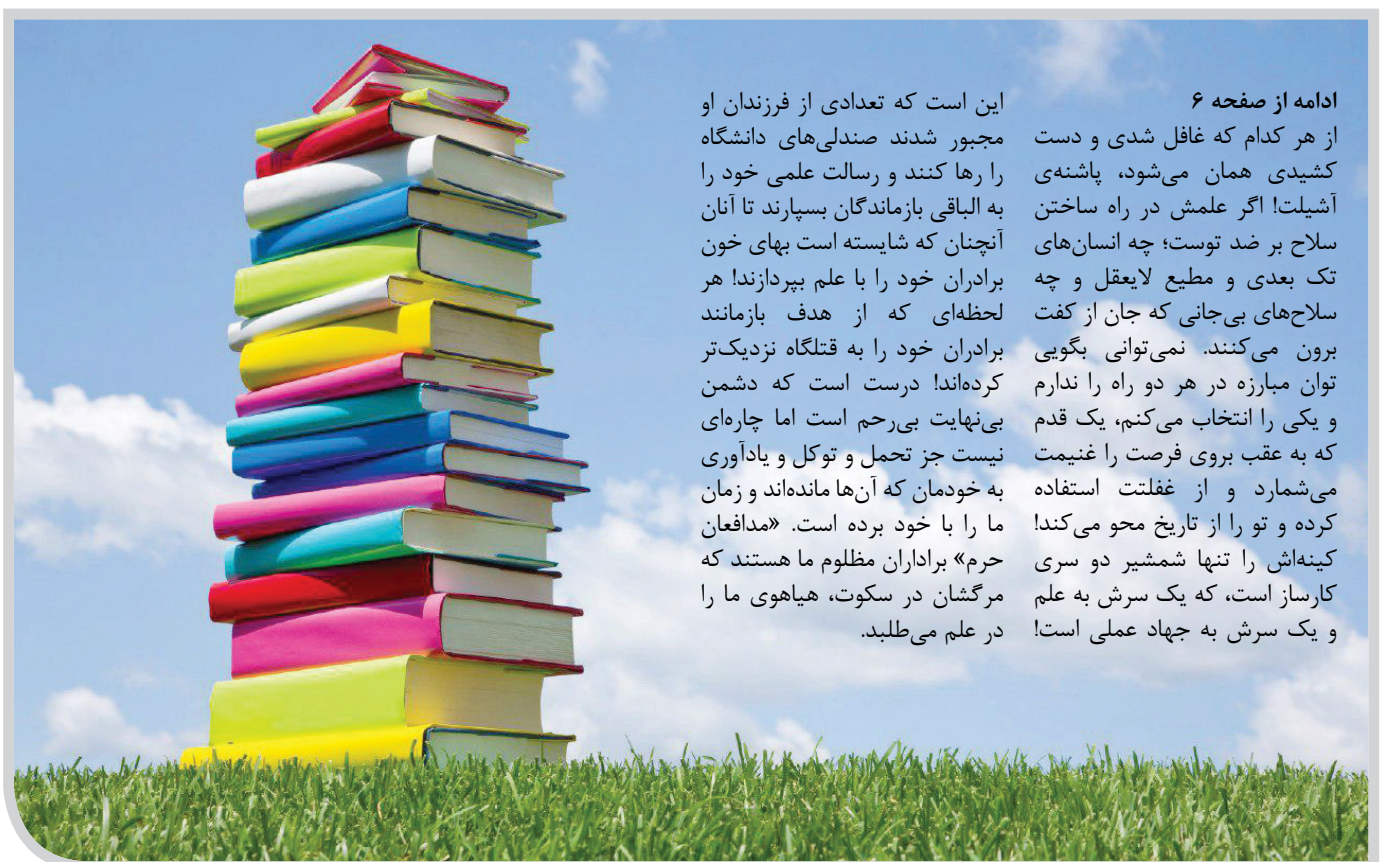 ادامه از صفحه ۶
از هر کدام که غافل شدی و دست
کشیدی همان می‌شود، پاشنه‌ی
آشیلت! اگر علمش در راه ساختن
سلاح بر ضد توست؛ چه انسان‌های
تک بعدی و مطیع لایعقل و چه
سلاح‌های بی‌جانی که جان از کفت
برون می‌کنند. نمی‌توانی بگویی
توان مبارزه در هر دو راه را ندارم
و یکی را انتخاب می‌کنم، یک قدم
که به عقب بروی فرصت را غنیمت
می‌شمارد و از غفلتت استفاده
کرده و تو را از تاریخ محو می‌کند!
کینه‌اش را تنها شمشیر دو سری
کارساز است، که یک سرش به علم
و یک سرش به جهاد عملی است!
این است که تعدادی از فرزندان او
مجبور شدند صندلی‌های دانشگاه
را رها کنند و رسالت علمی خود را
به الباقی بازماندگان بسپارند تا آنان
آنچنان که شایسته است بهای خون
برادران خود را با علم بپردازند! هر
لحظه‌ای که از هدف بازمانند
برادران خود را به قتلگاه نزدیک‌تر
کرده‌اند! درست است که دشمن
بی‌نهایت بی‌رحم است اما چاره‌ای
نیست جز تحمل و توکل و یادآوری
به خودمان که آن‌ها مانده‌اند و زمان
ما را با خود برده است. «مدافعان
حرم» براداران مظلوم ما هستند که
مرگشان در سکوت، هیاهوی ما را
در علم می‌طلبد.